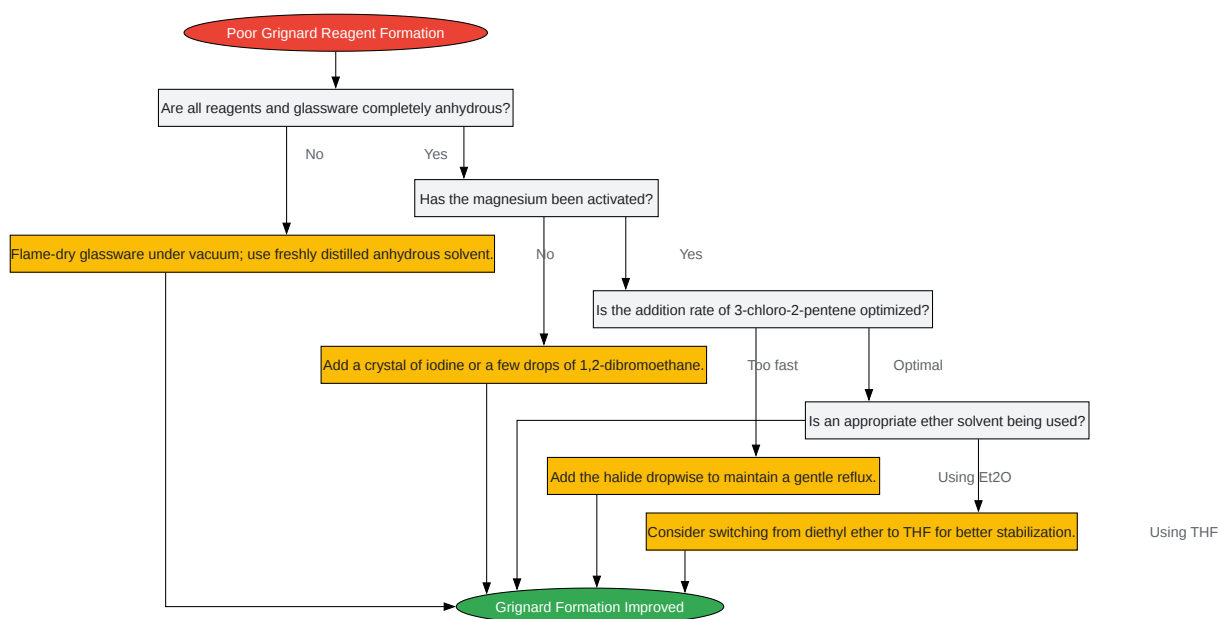 Poor Grignard Reagent Formation
Are all reagents and glassware completely anhydrous?
No
Yes
Has the magnesium been activated?
Flame-dry glassware under vacuum; use freshly distilled anhydrous solvent.
No
Yes
Is the addition rate of 3-chloro-2-pentene optimized?
Add a crystal of iodine or a few drops of 1,2-dibromoethane.
Too fast
Optimal
Is an appropriate ether solvent being used?
Add the halide dropwise to maintain a gentle reflux.
Using Et2O
Consider switching from diethyl ether to THF for better stabilization.
Using THF
Grignard Formation Improved